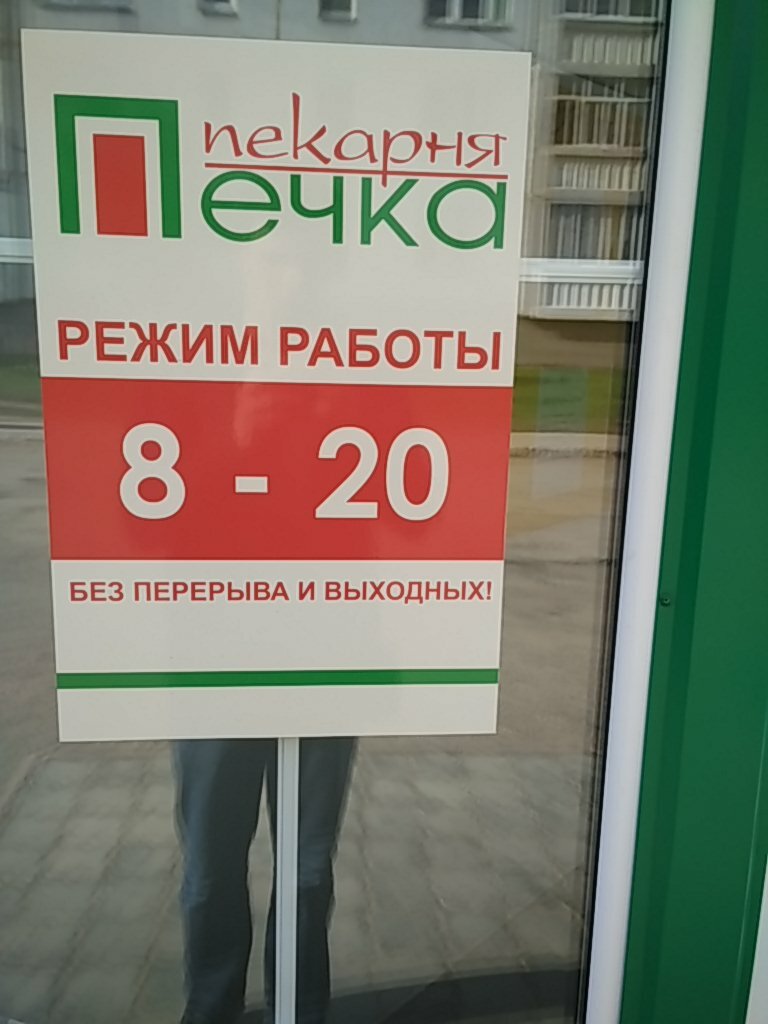 пекарня
Печка
РЕЖИМ РАБОТЫ
8 - 20
БЕЗ ПЕРЕРЫВА И ВЫХОДНЫХ!